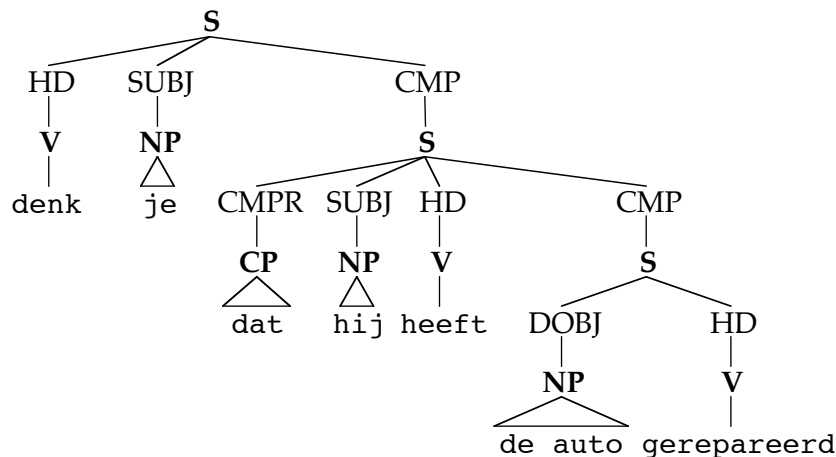 S
HD SUBJ CMP
V NP S
denk je
CMPR SUBJ HD CMP
CP NP V S
dat hij heeft
DOBJ HD
NP V
de auto gerepareerd